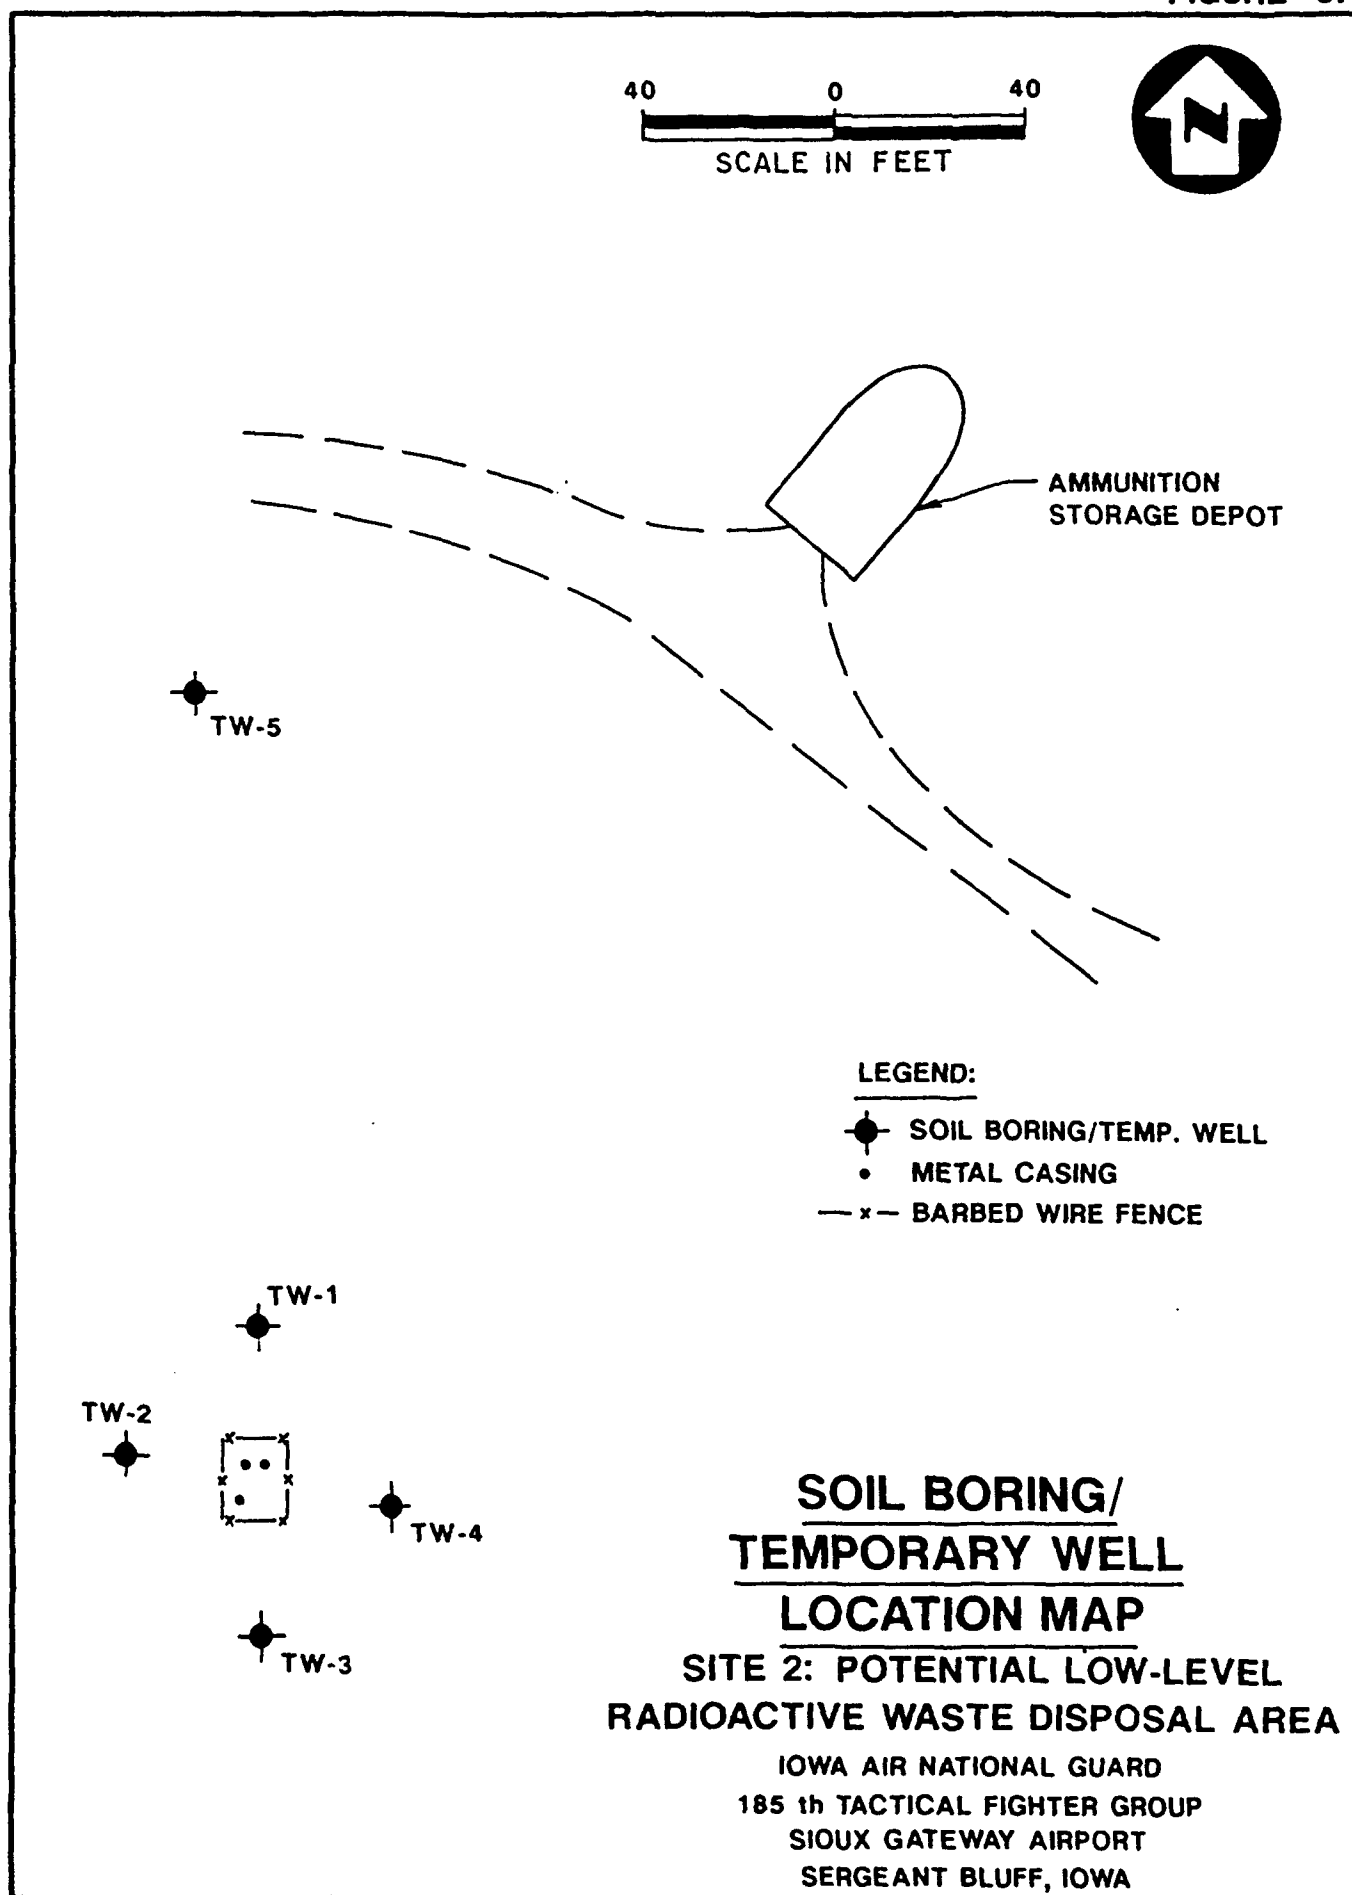 FIGURE
40 0 40
SCALE IN FEET
N
AMMUNITION
STORAGE DEPOT
TW-5
LEGEND:
SOIL BORING/TEMP. WELL
METAL CASING
— x — BARBED WIRE FENCE
TW-1
TW-2
TW-4
TW-3
SOIL BORING/
TEMPORARY WELL
LOCATION MAP
SITE 2: POTENTIAL LOW-LEVEL
RADIOACTIVE WASTE DISPOSAL AREA
IOWA AIR NATIONAL GUARD
185 th TACTICAL FIGHTER GROUP
SIOUX GATEWAY AIRPORT
SERGEANT BLUFF, IOWA